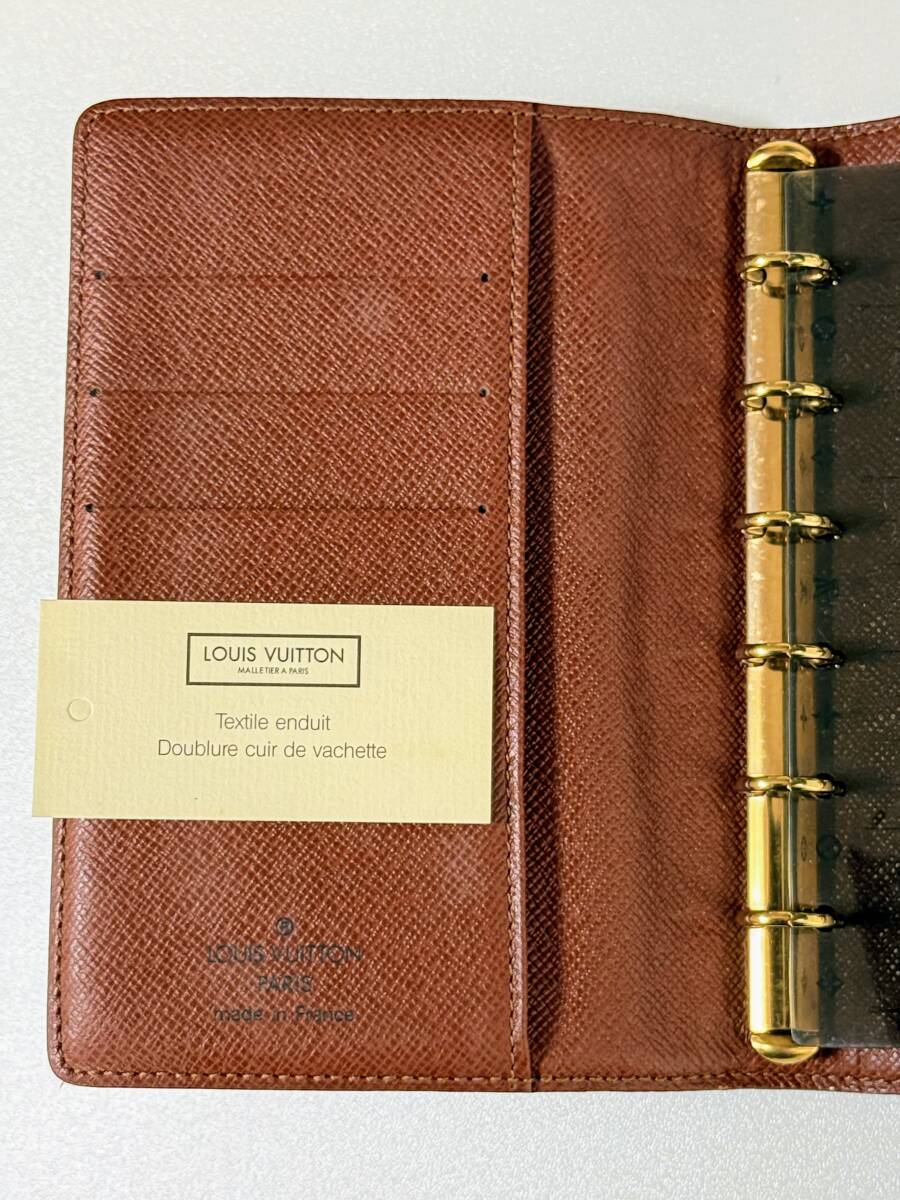 LOUIS VUITTON
MALLETIER A PARIS
Textile enduit
Doublure cuir de vachette
®
LOUIS VUITTON
PARIS
made in France